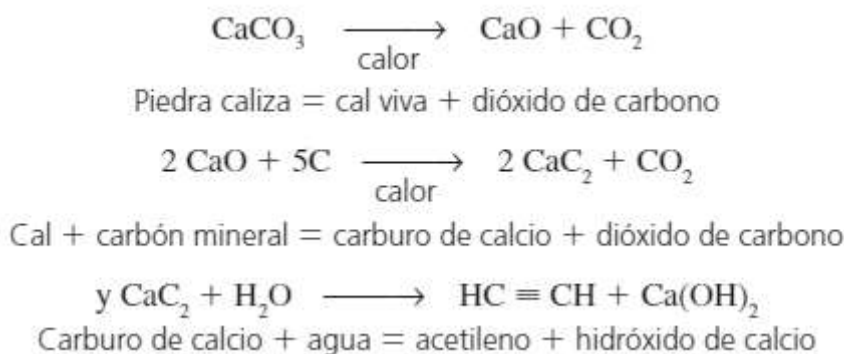 CaCO₃ ⟶ CaO + CO₂
calor
Piedra caliza = cal viva + dióxido de carbono
2 CaO + 5C ⟶ 2 CaC₂ + CO₂
calor
Cal + carbón mineral = carburo de calcio + dióxido de carbono
y CaC₂ + H₂O ⟶ HC ≡ CH + Ca(OH)₂
Carburo de calcio + agua = acetileno + hidróxido de calcio